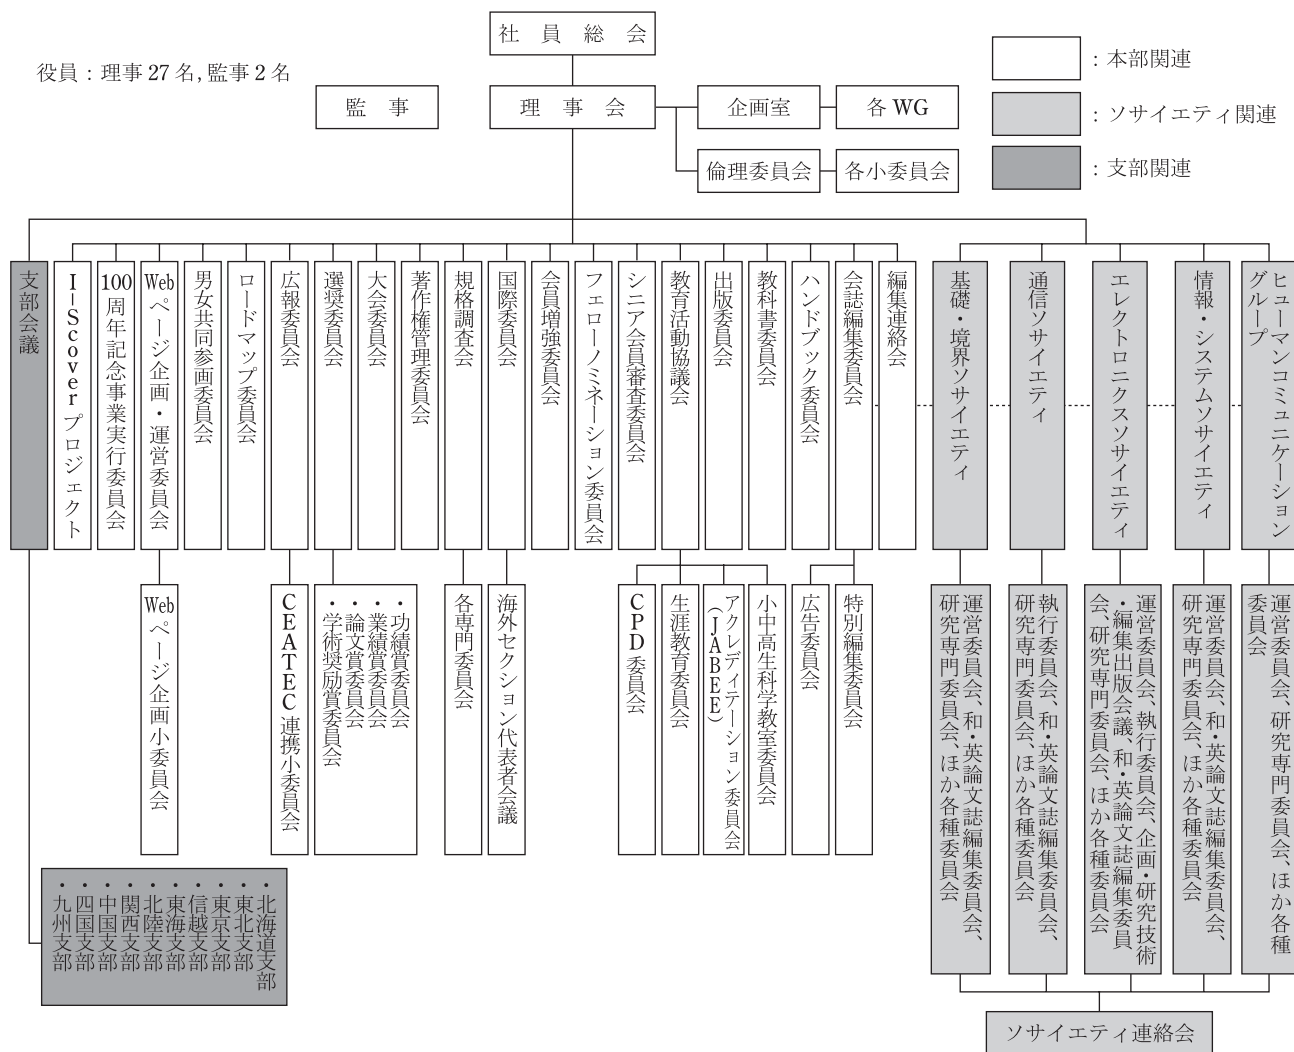 社員総会
役員：理事27名，監事2名
監事
理事会
企画室
各WG
倫理委員会
各小委員会
：本部関連
：ソサイエティ関連
：支部関連
支部会議
I-Scoverプロジェクト
100周年記念事業実行委員会
Webページ企画・運営委員会
男女共同参画委員会
ロードマップ委員会
広報委員会
選奨委員会
大会委員会
著作権管理委員会
規格調査会
国際委員会
会員増強委員会
フェローノミネーション委員会
シニア会員審査委員会
教育活動協議会
出版委員会
教科書委員会
ハンドブック委員会
会誌編集委員会
編集連絡会
基礎・境界ソサイエティ
通信ソサイエティ
エレクトロニクスソサイエティ
情報・システムソサイエティ
ヒューマンコミュニケーション
グループ
Webページ企画小委員会
CEATEC連携小委員会
・功績賞委員会
・業績賞委員会
・論文賞委員会
・学術奨励賞委員会
各専門委員会
海外セクション代表者会議
CPD委員会
生涯教育委員会
アクレディテーション委員会
（JABEE）
小中高生科学教室委員会
広告委員会
特別編集委員会
運営委員会、和・英論文誌編集委員会、
研究専門委員会、ほか各種委員会
執行委員会、和・英論文誌編集委員会、
研究専門委員会、ほか各種委員会
運営委員会、執行委員会、企画・研究技術
・編集出版会議、和・英論文誌編集委員
会、研究専門委員会、ほか各種委員会
運営委員会、和・英論文誌編集委員会、
研究専門委員会、ほか各種委員会
運営委員会、研究専門委員会、ほか各種
委員会
・北海道支部
・東北支部
・東京支部
・信越支部
・東海支部
・北陸支部
・関西支部
・中国支部
・四国支部
・九州支部
ソサイエティ連絡会